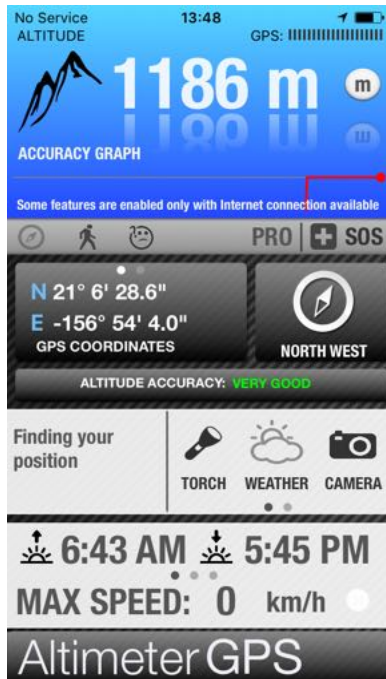 No Service 13:48
ALTITUDE GPS:
1186 m m
ACCURACY GRAPH
Some features are enabled only with Internet connection available
PRO | SOS
N 21° 6' 28.6"
E -156° 54' 4.0"
GPS COORDINATES
NORTH WEST
ALTITUDE ACCURACY: VERY GOOD
Finding your
position
TORCH WEATHER CAMERA
6:43 AM 5:45 PM
MAX SPEED: 0 km/h
Altimeter GPS